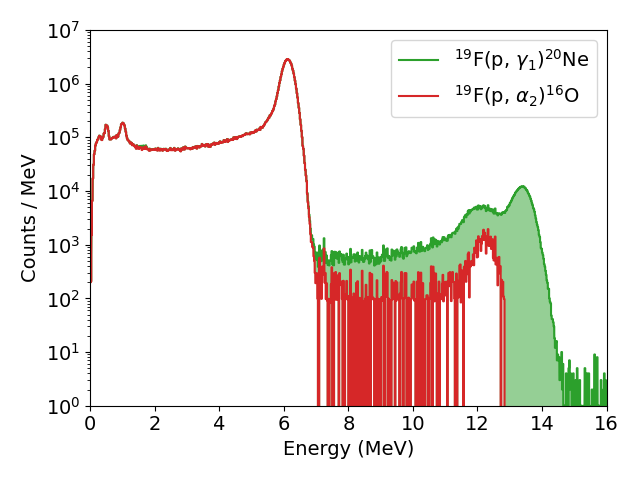 10⁷
10⁶
10⁵
10⁴
10³
10²
10¹
10⁰
Counts / MeV
¹⁹F(p, γ₁)²⁰Ne
¹⁹F(p, α₂)¹⁶O
0 2 4 6 8 10 12 14 16
Energy (MeV)